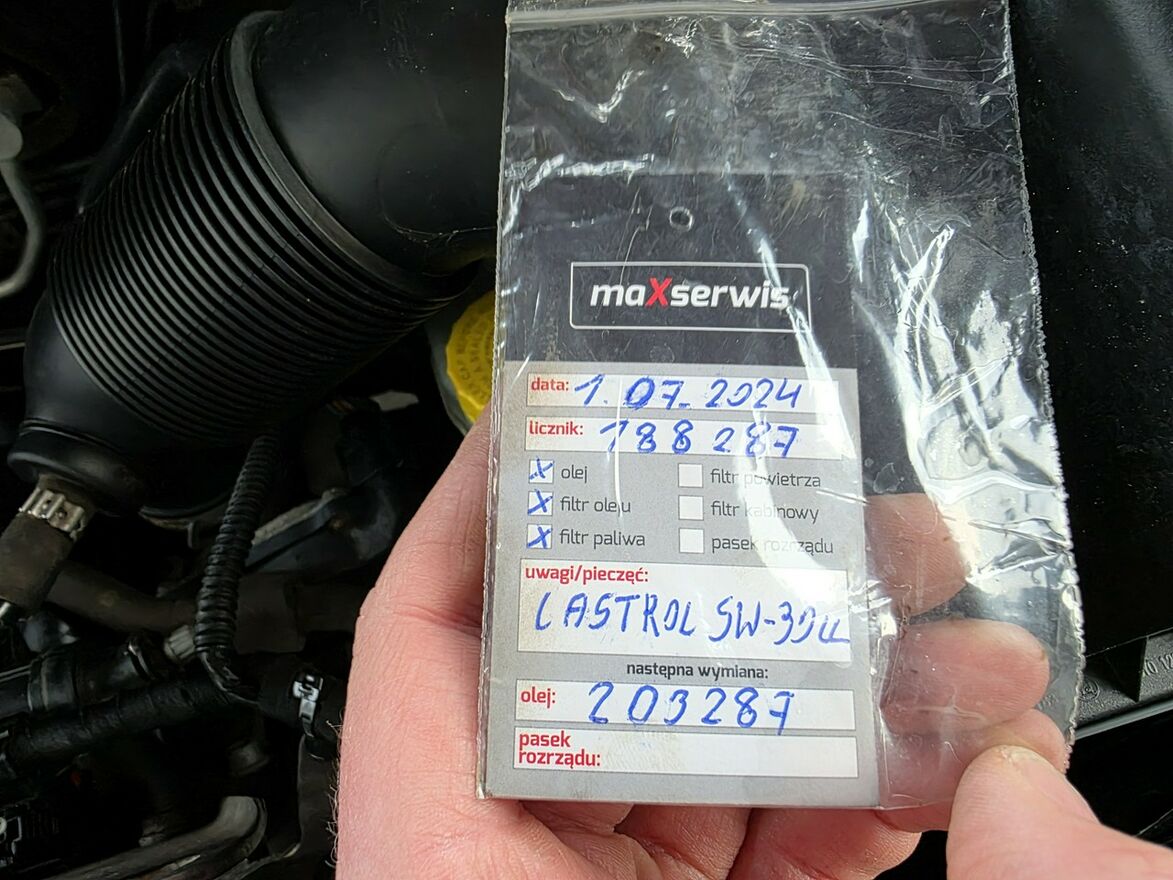 maXserwis
data: 1.07.2024
licznik: 188287
X olej
filtr powietrza
X filtr oleju
filtr kabinowy
X filtr paliwa
pasek rozrządu
uwagi/pieczęć:
CASTROL 5W-30LL
następna wymiana:
olej: 203287
pasek
rozrządu: